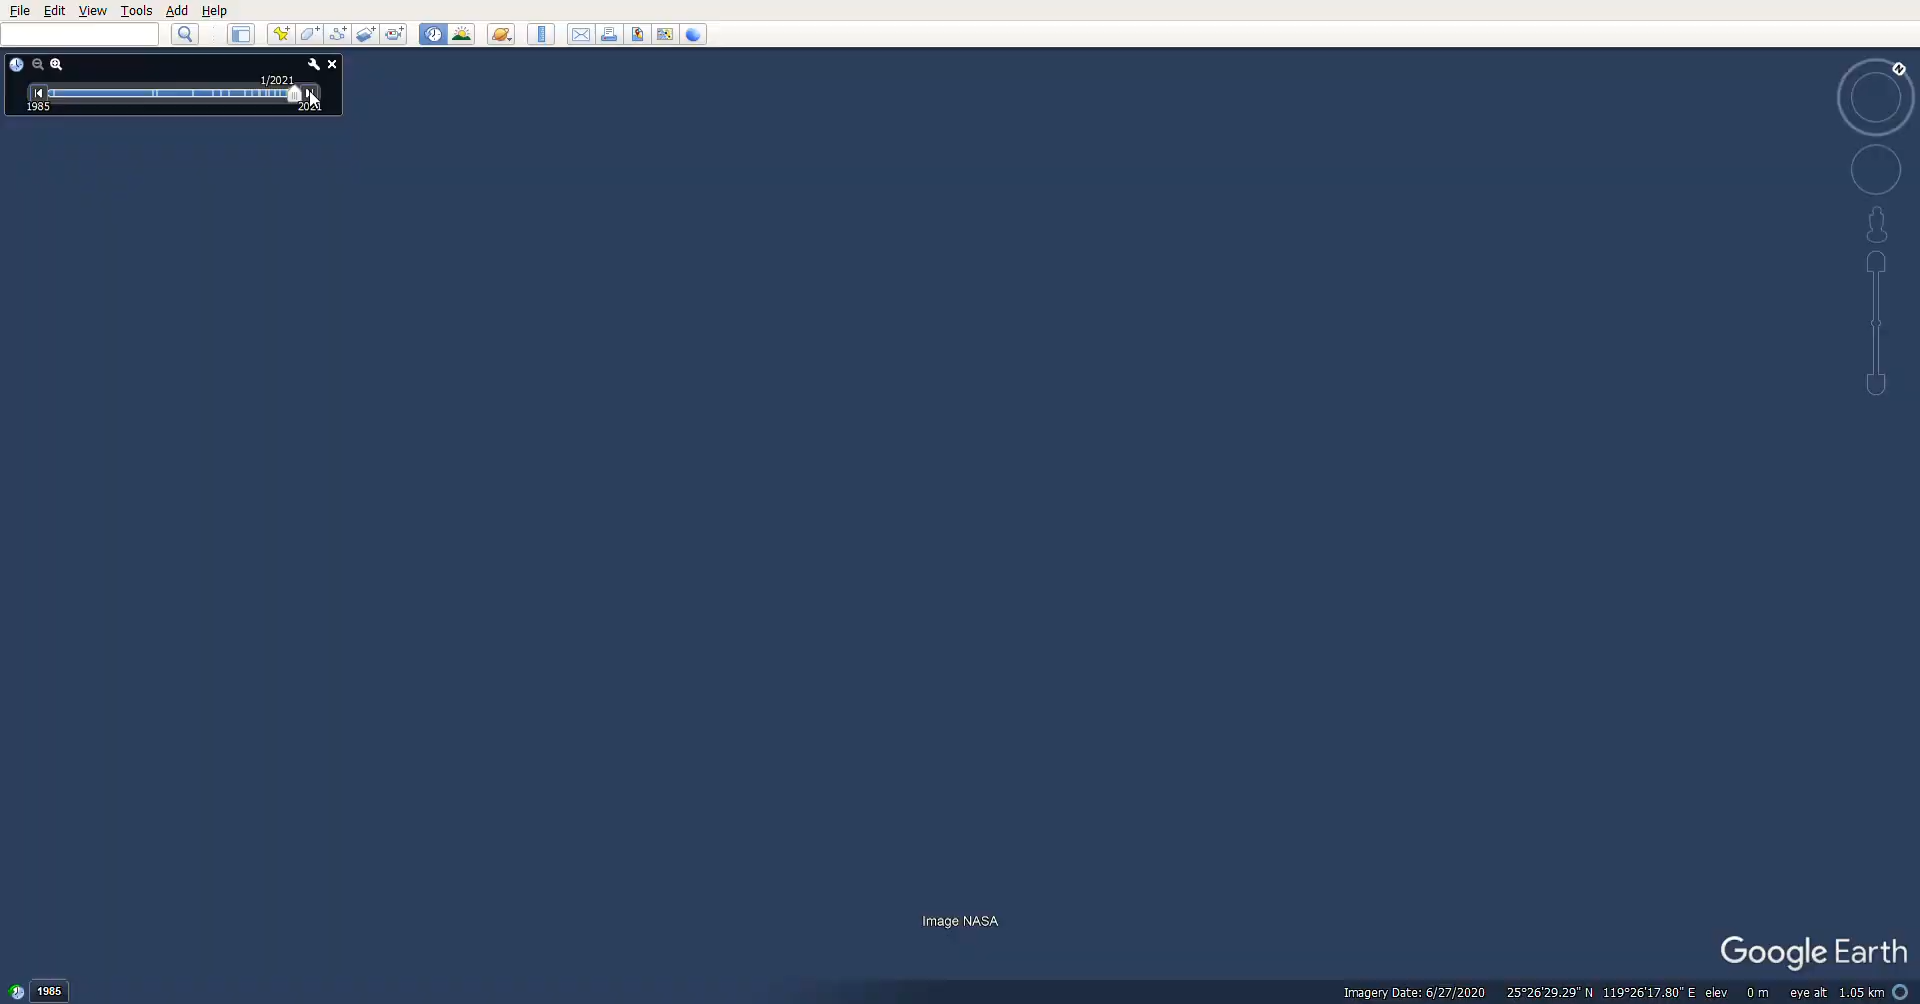 File Edit View Tools Add Help
1/2021
1985 2021
Image NASA
Google Earth
1985
Imagery Date: 6/27/2020 25°26'29.29" N 119°26'17.80" E elev 0 m eye alt 1.05 km